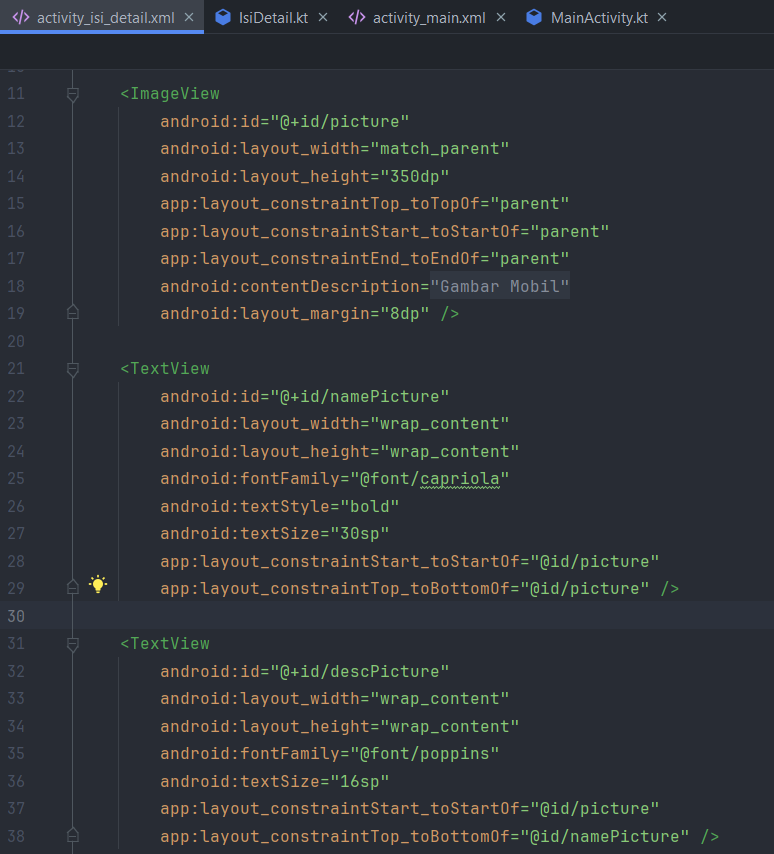 activity_isi_detail.xml IsiDetail.kt activity_main.xml MainActivity.kt
11 <ImageView
12 android:id="@+id/picture"
13 android:layout_width="match_parent"
14 android:layout_height="350dp"
15 app:layout_constraintTop_toTopOf="parent"
16 app:layout_constraintStart_toStartOf="parent"
17 app:layout_constraintEnd_toEndOf="parent"
18 android:contentDescription="Gambar Mobil"
19 android:layout_margin="8dp" />
20
21 <TextView
22 android:id="@+id/namePicture"
23 android:layout_width="wrap_content"
24 android:layout_height="wrap_content"
25 android:fontFamily="@font/capriola"
26 android:textStyle="bold"
27 android:textSize="30sp"
28 app:layout_constraintStart_toStartOf="@id/picture"
29 app:layout_constraintTop_toBottomOf="@id/picture" />
30
31 <TextView
32 android:id="@+id/descPicture"
33 android:layout_width="wrap_content"
34 android:layout_height="wrap_content"
35 android:fontFamily="@font/poppins"
36 android:textSize="16sp"
37 app:layout_constraintStart_toStartOf="@id/picture"
38 app:layout_constraintTop_toBottomOf="@id/namePicture" />